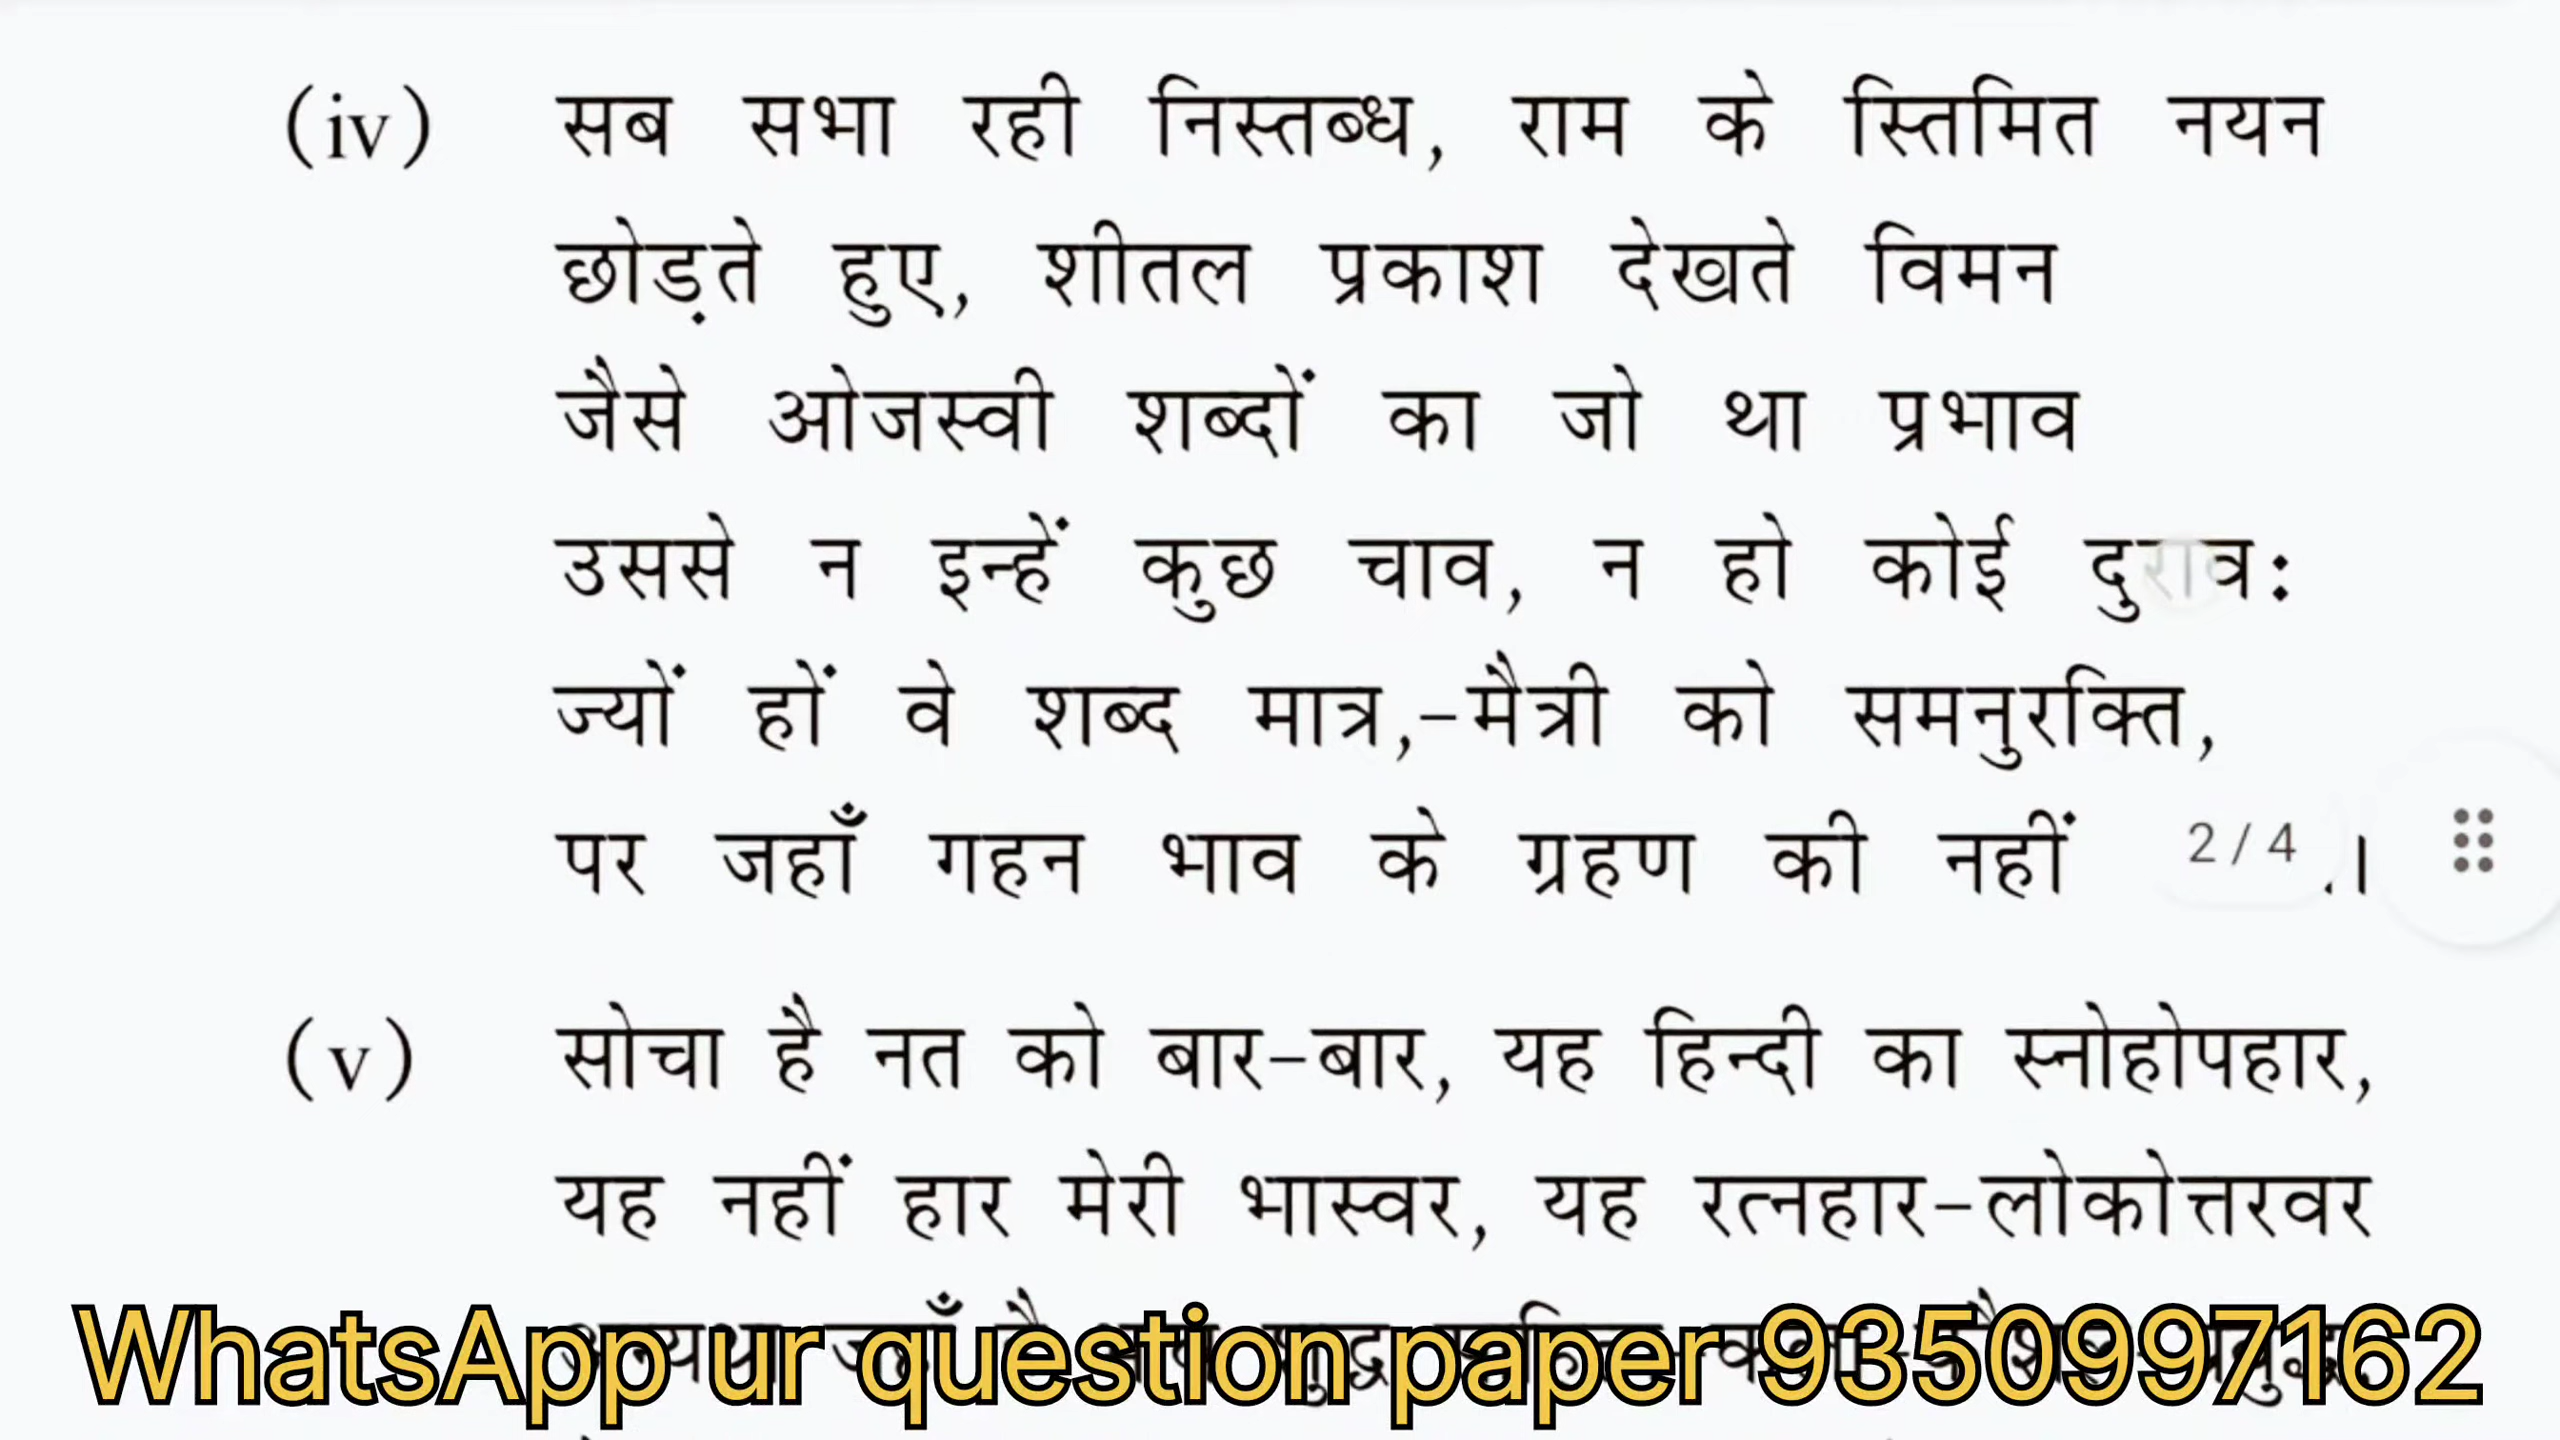 (iv) सब सभा रही निस्तब्ध, राम के स्तिमित नयन
छोड़ते हुए, शीतल प्रकाश देखते विमन
जैसे ओजस्वी शब्दों का जो था प्रभाव
उससे न इन्हें कुछ चाव, न हो कोई दुराव:
ज्यों हों वे शब्द मात्र,-मैत्री को समनुरक्ति,
पर जहाँ गहन भाव के ग्रहण की नहीं
2 / 4
(v) सोचा है नत को बार-बार, यह हिन्दी का स्नोहोपहार,
यह नहीं हार मेरी भास्वर, यह रत्नहार-लोकोत्तरवर
WhatsApp ur question paper 9350997162